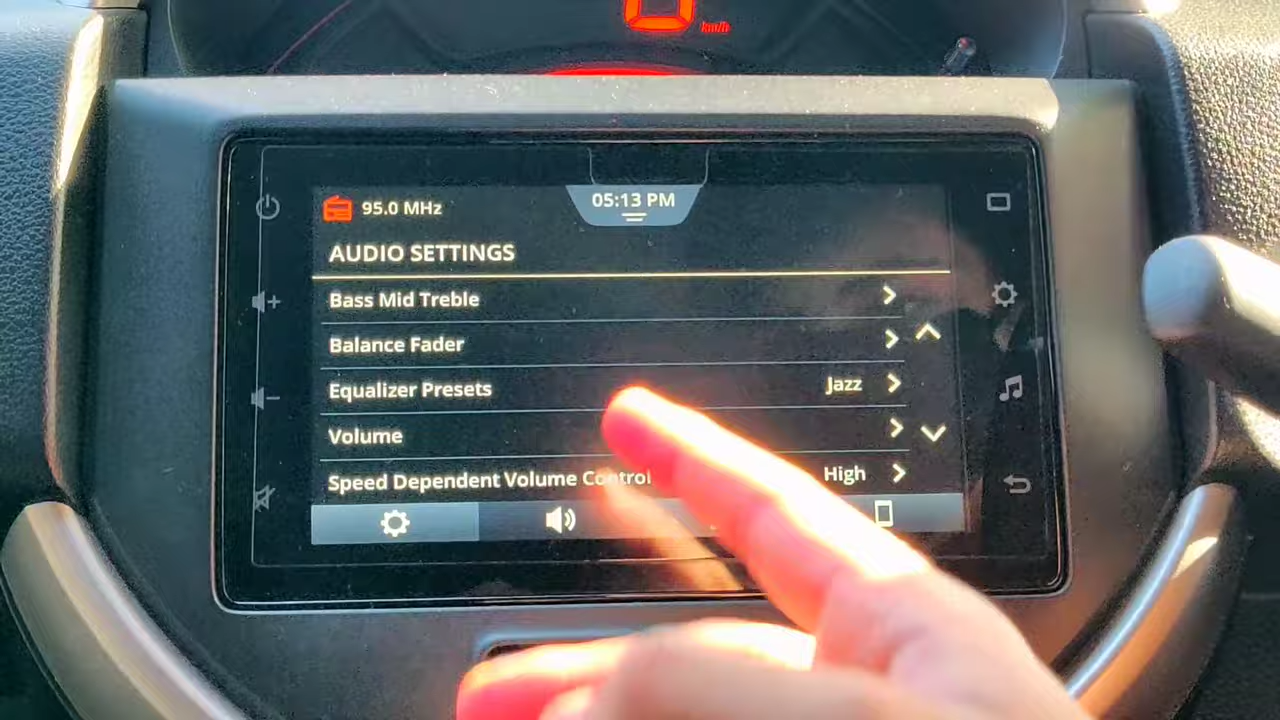 0 km/h
95.0 MHz
05:13 PM
AUDIO SETTINGS
Bass Mid Treble
Balance Fader
Equalizer Presets Jazz
Volume
Speed Dependent Volume Control High